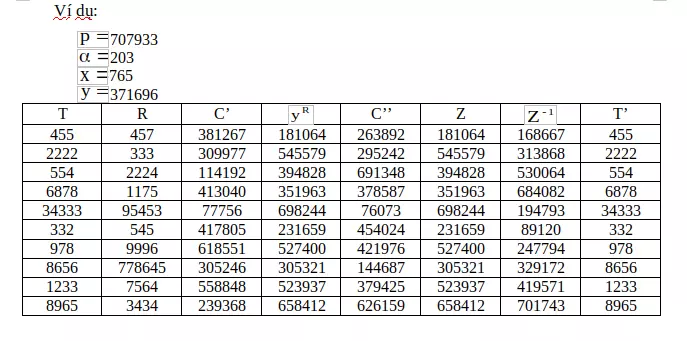 Ví dụ:
p =707933
α =203
x =765
y =371696
T R C’ y^R C’’ Z Z^-1 T’
455 457 381267 181064 263892 181064 168667 455
2222 333 309977 545579 295242 545579 313868 2222
554 2224 114192 394828 691348 394828 530064 554
6878 1175 413040 351963 378587 351963 684082 6878
34333 95453 77756 698244 76073 698244 194793 34333
332 545 417805 231659 454024 231659 89120 332
978 9996 618551 527400 421976 527400 247794 978
8656 778645 305246 305321 144687 305321 329172 8656
1233 7564 558848 523937 379425 523937 419571 1233
8965 3434 239368 658412 626159 658412 701743 8965